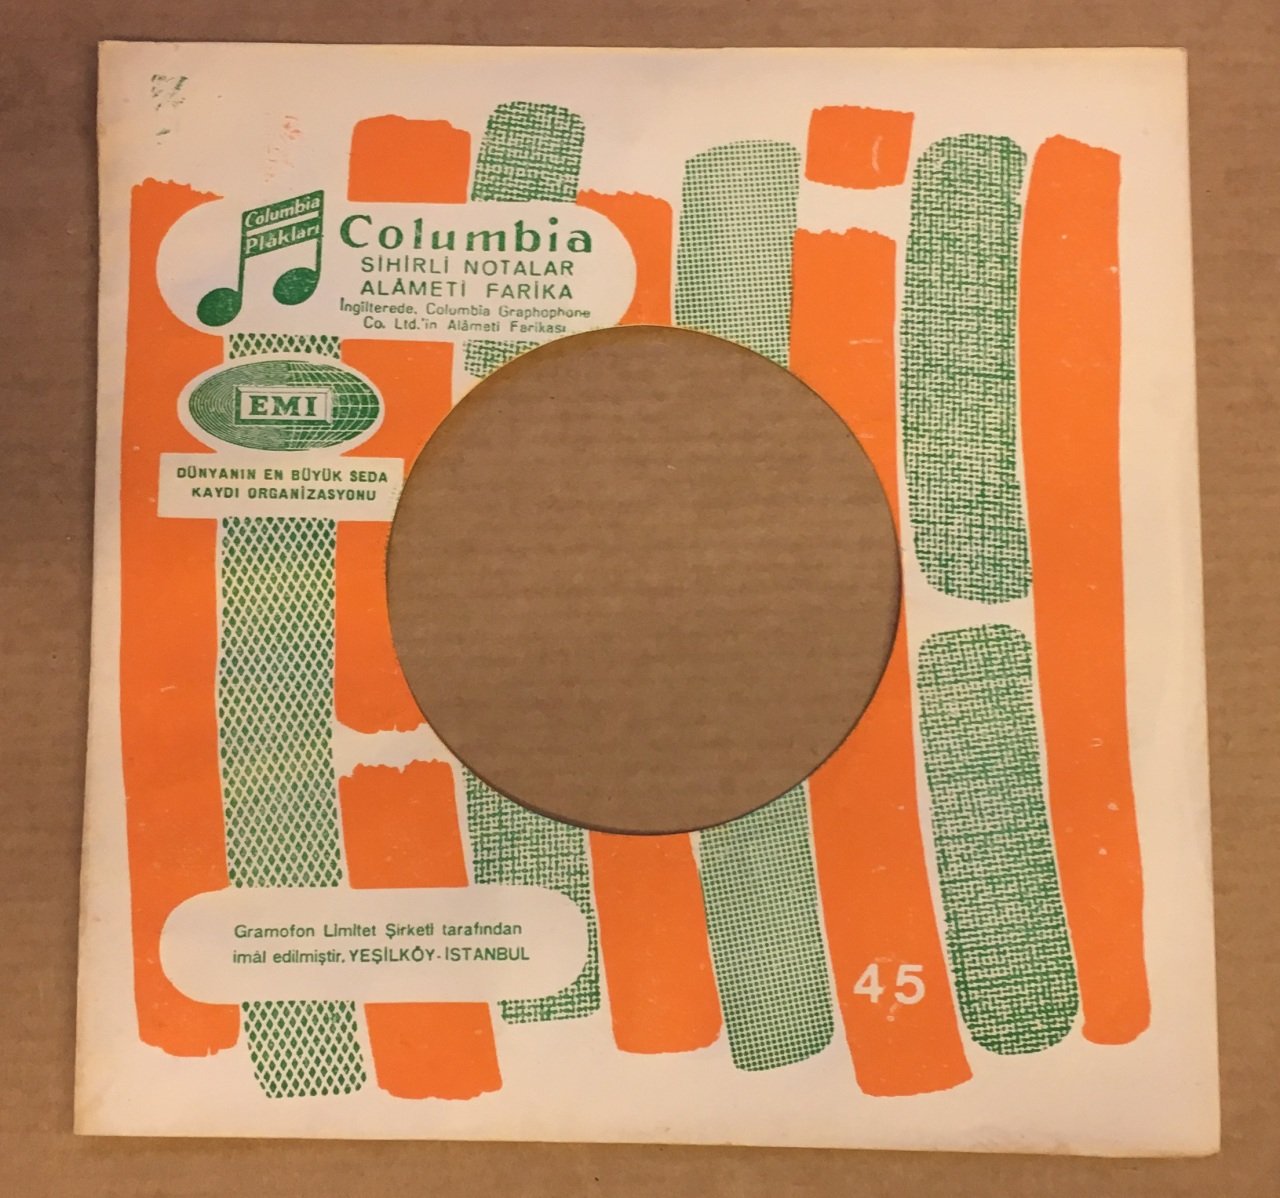 Columbia
Plâkları
Columbia
SİHİRLİ NOTALAR
ALÂMETİ FARİKA
İngilterede, Columbia Graphophone
Co. Ltd.'in Alâmeti Farikası
EMI
DÜNYANIN EN BÜYÜK SEDA
KAYDI ORGANİZASYONU
Gramofon Limitet Şirketi tarafından
imâl edilmiştir. YEŞİLKÖY - İSTANBUL
45